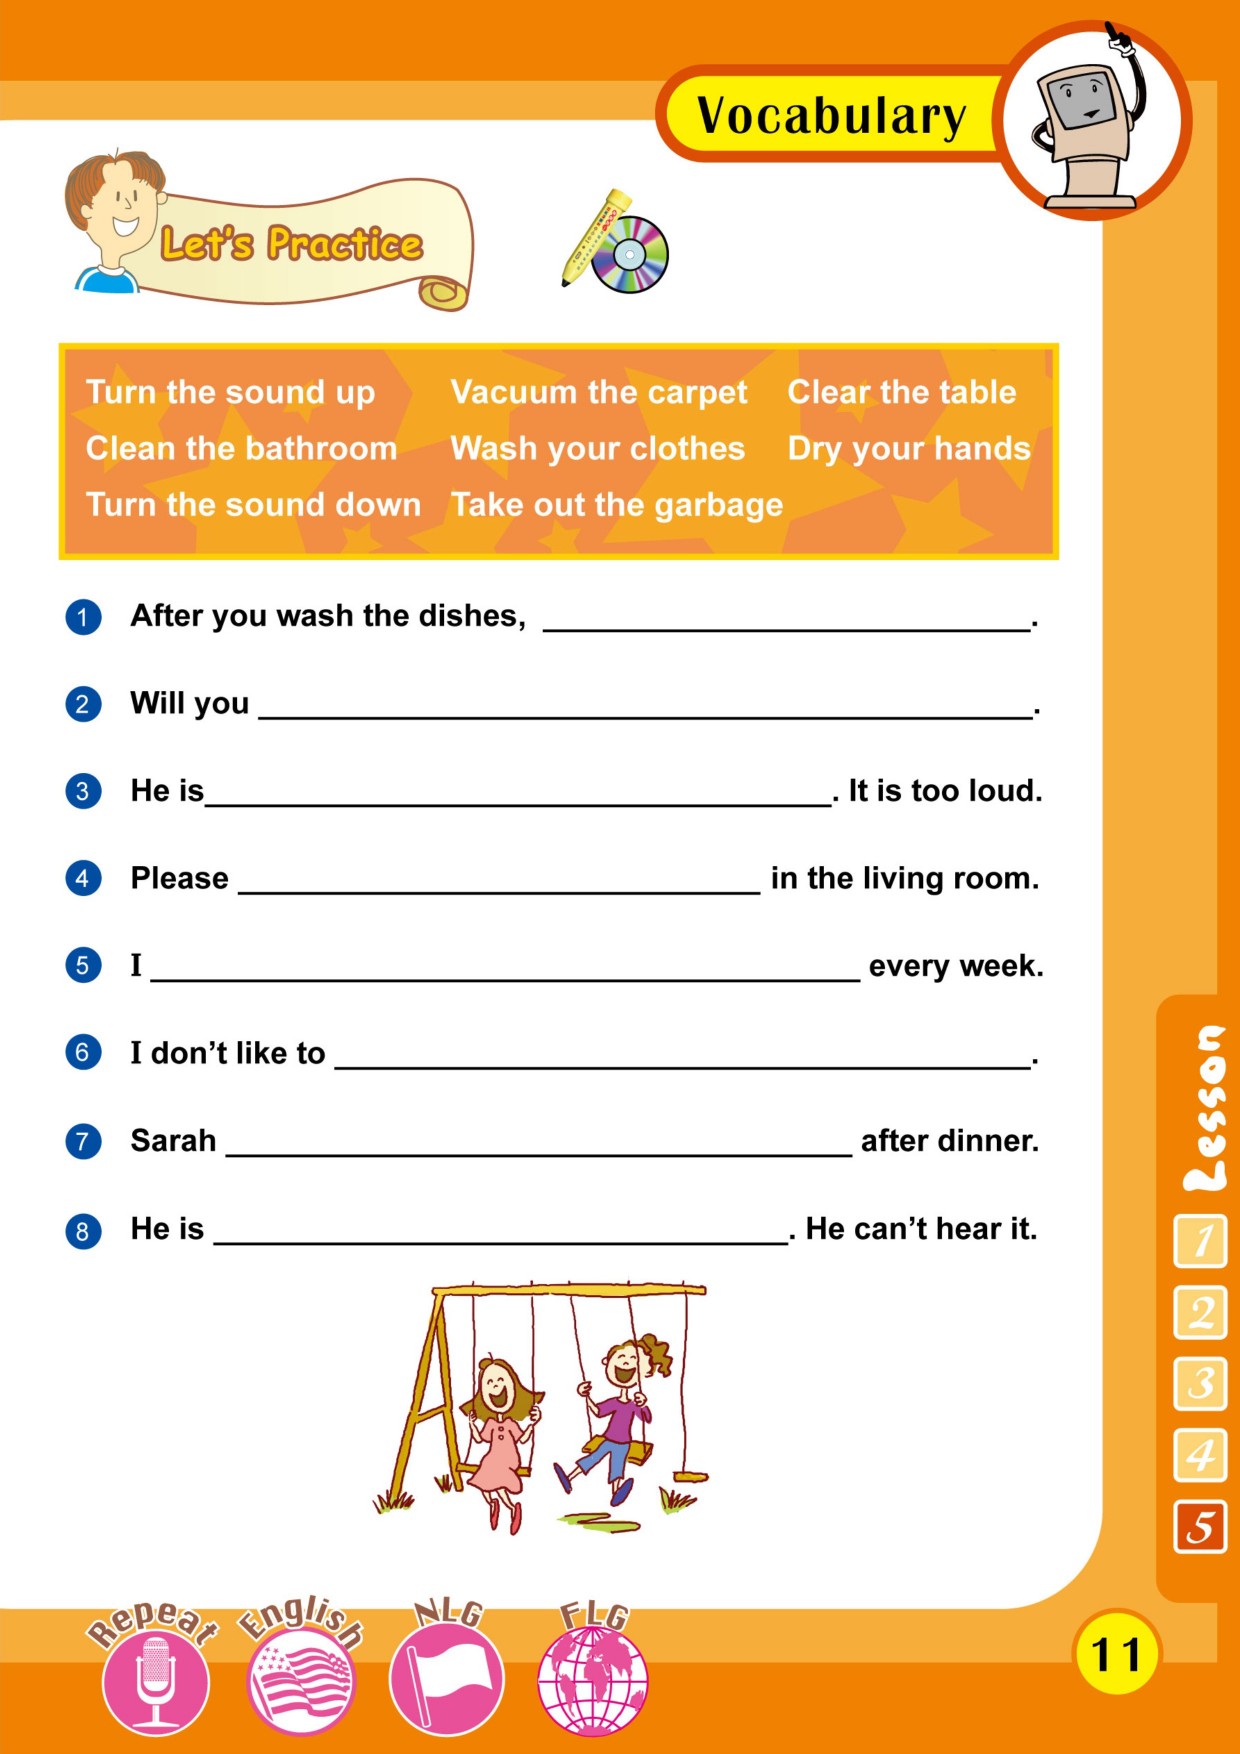 Vocabulary
Let's Practice
Turn the sound up Vacuum the carpet Clear the table
Clean the bathroom Wash your clothes Dry your hands
Turn the sound down Take out the garbage
1 After you wash the dishes, ______________________________.
2 Will you ______________________________.
3 He is______________________________. It is too loud.
4 Please ______________________________ in the living room.
5 I ______________________________ every week.
6 I don't like to ______________________________.
7 Sarah ______________________________ after dinner.
8 He is ______________________________. He can't hear it.
Lesson
1
2
3
4
5
Repeat English NLG FLG
11